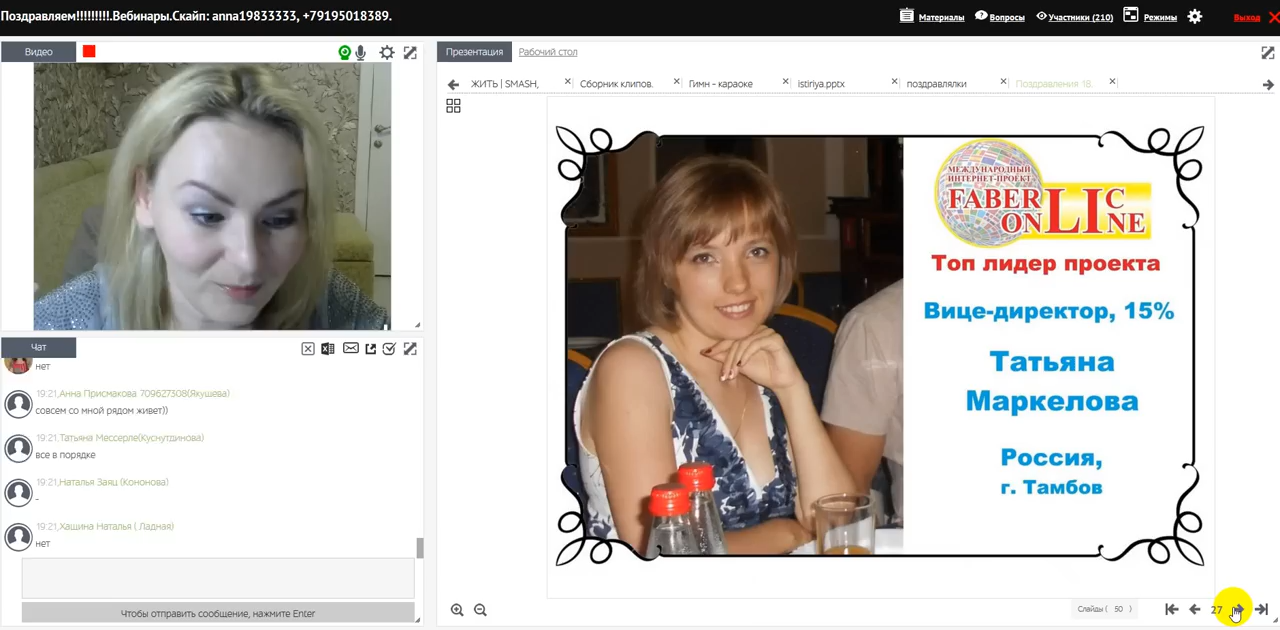 Поздравляем!!!!!!!!!.Вебинары.Скайп: anna19833333, +79195018389.
Материалы
Вопросы
Участники (210)
Режимы
Выход
Видео
Презентация
Рабочий стол
ЖИТЬ | SMASH,
Сборник клипов.
Гимн - караоке
istiriya.pptx
поздравлялки
Поздравления 18.
МЕЖДУНАРОДНЫЙ
ИНТЕРНЕТ-ПРОЕКТ
FABERLIC
ONLINE
Топ лидер проекта
Вице-директор, 15%
Татьяна
Маркелова
Россия,
г. Тамбов
Чат
нет
19:21,Анна Присмакова 709627308(Якушева)
совсем со мной рядом живет))
19:21,Татьяна Мессерле(Куснутдинова)
все в порядке
19:21,Наталья Заяц (Кононова)
-
19:21,Хащина Наталья ( Ладная)
нет
Чтобы отправить сообщение, нажмите Enter
Слайды ( 50 )
27